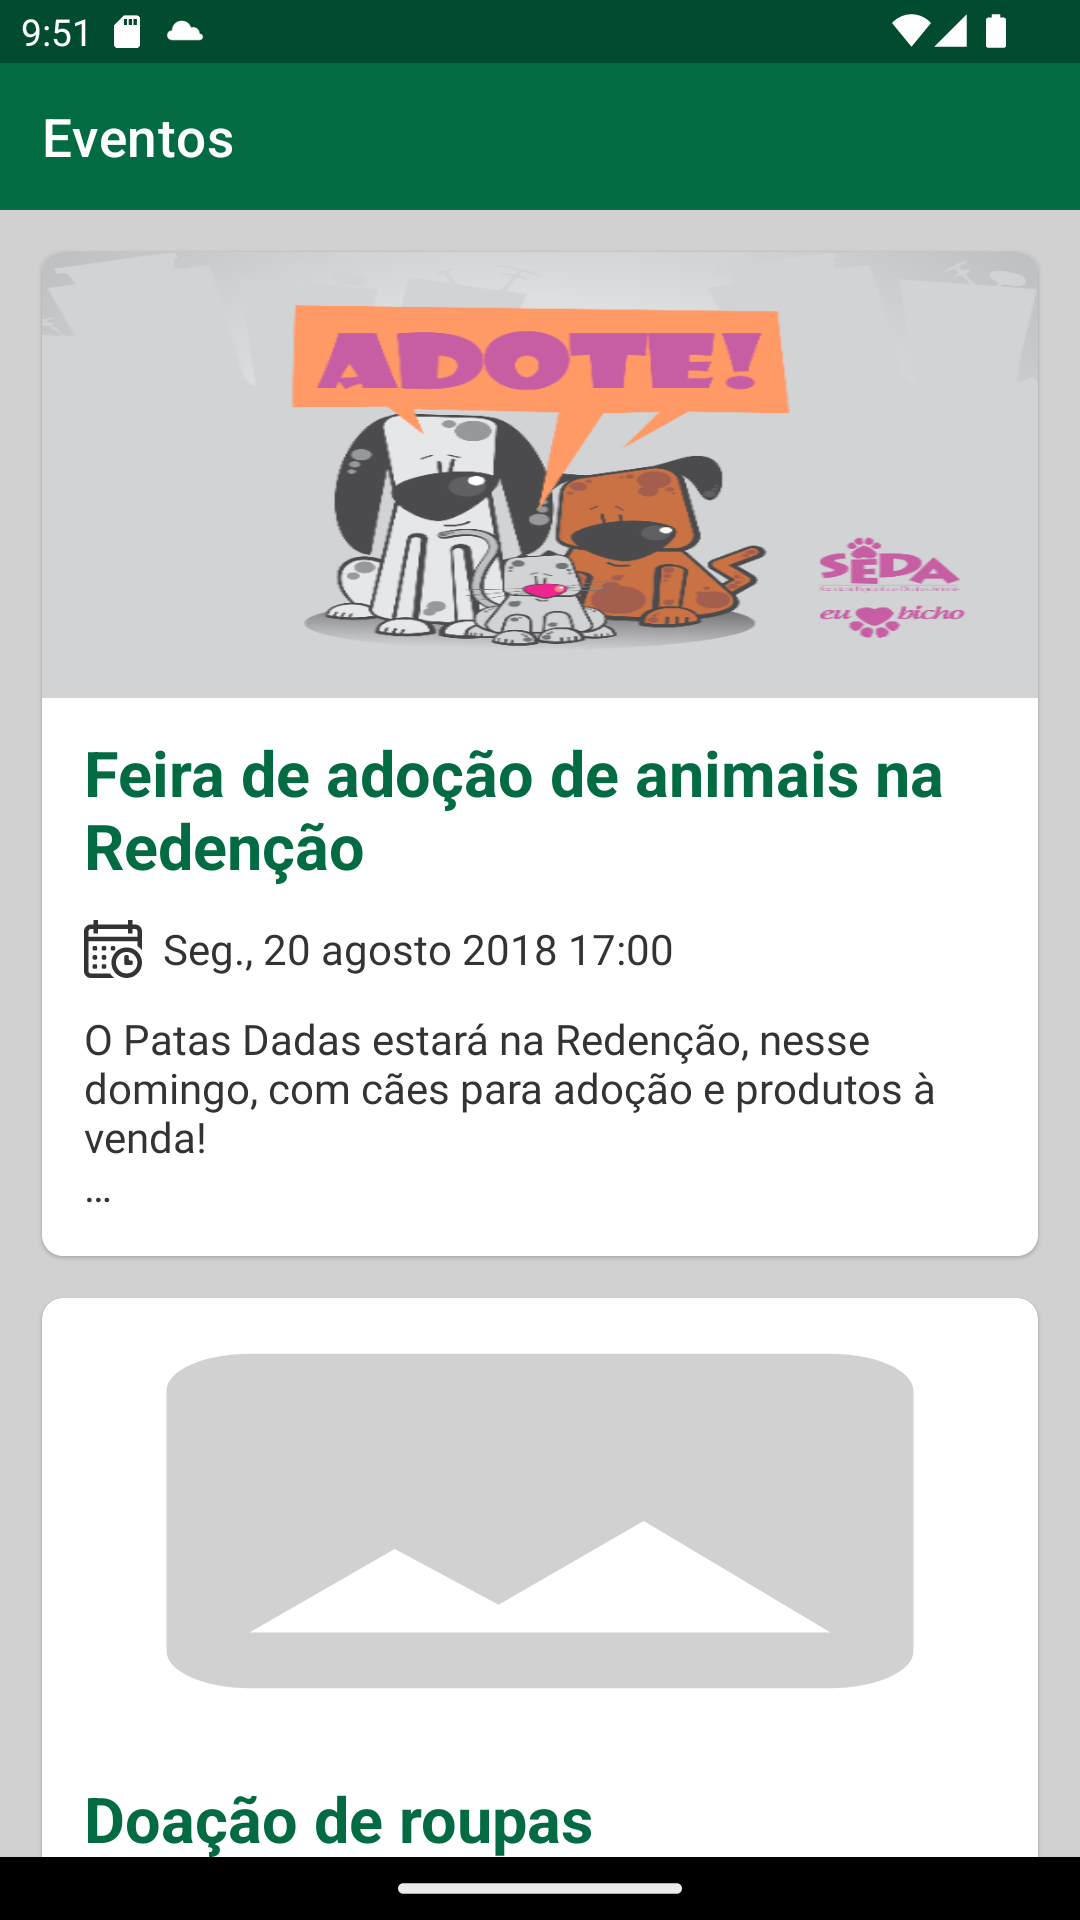 9:51
Eventos
ADOTE!
SEDA
eu bicho
Feira de adoção de animais na
Redenção
Seg., 20 agosto 2018 17:00
O Patas Dadas estará na Redenção, nesse
domingo, com cães para adoção e produtos à
venda!
…
Doação de roupas